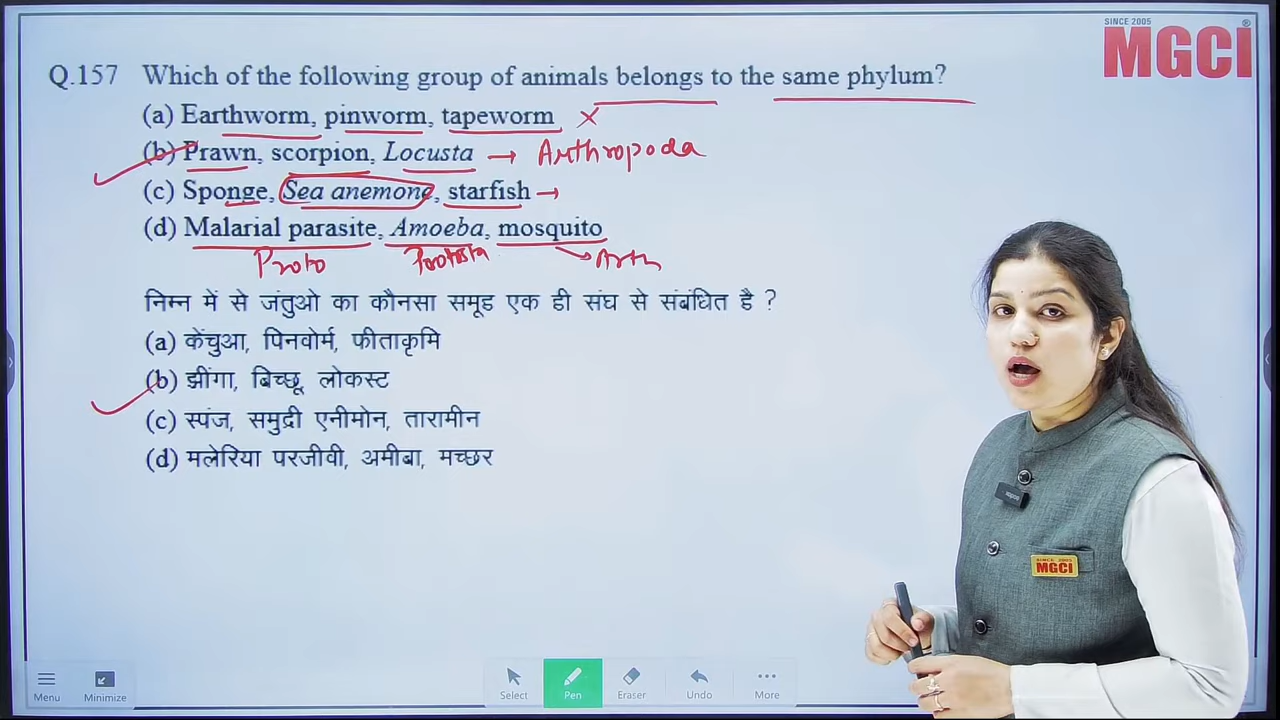 SINCE 2005
MGCI®
Q.157 Which of the following group of animals belongs to the same phylum?
(a) Earthworm, pinworm, tapeworm ×
(b) Prawn, scorpion, Locusta → Arthropoda
(c) Sponge, Sea anemone, starfish →
(d) Malarial parasite, Amoeba, mosquito
Proto Protista → Arth
निम्न में से जंतुओ का कौनसा समूड एक डी संघ से संबंधित है ?
(a) केंचुआ, पिनवोर्म, फीताकृमि
(b) झींगा, बिच्छू, लोकस्ट
(c) स्पंज, समुद्री एनीमोन, तारामीन
(d) मलेरिया परजीवी, अमीबा, मच्छर
SINCE 2005
MGCI
Menu Minimize Select Pen Eraser Undo More